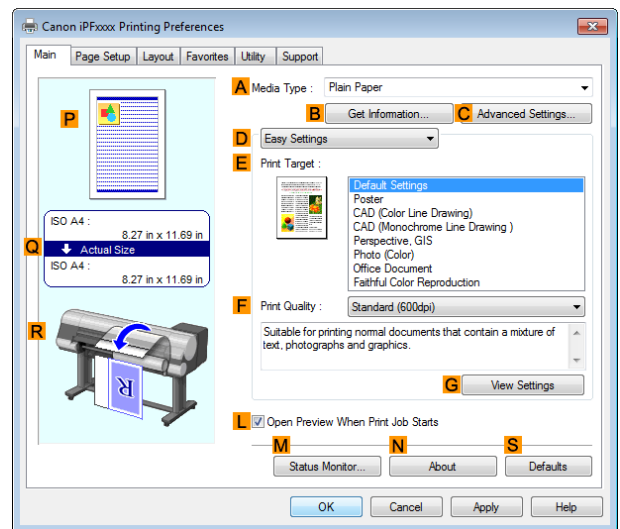 Canon iPFxxxx Printing Preferences
Main Page Setup Layout Favorites Utility Support
P
ISO A4 :
8.27 in x 11.69 in
Q Actual Size
ISO A4 :
8.27 in x 11.69 in
R
R
A Media Type : Plain Paper
B Get Information... C Advanced Settings...
D Easy Settings
E Print Target :
Default Settings
Poster
CAD (Color Line Drawing)
CAD (Monochrome Line Drawing )
Perspective, GIS
Photo (Color)
Office Document
Faithful Color Reproduction
F Print Quality : Standard (600dpi)
Suitable for printing normal documents that contain a mixture of
text, photographs and graphics.
G View Settings
L Open Preview When Print Job Starts
M N S
Status Monitor... About Defaults
OK Cancel Apply Help